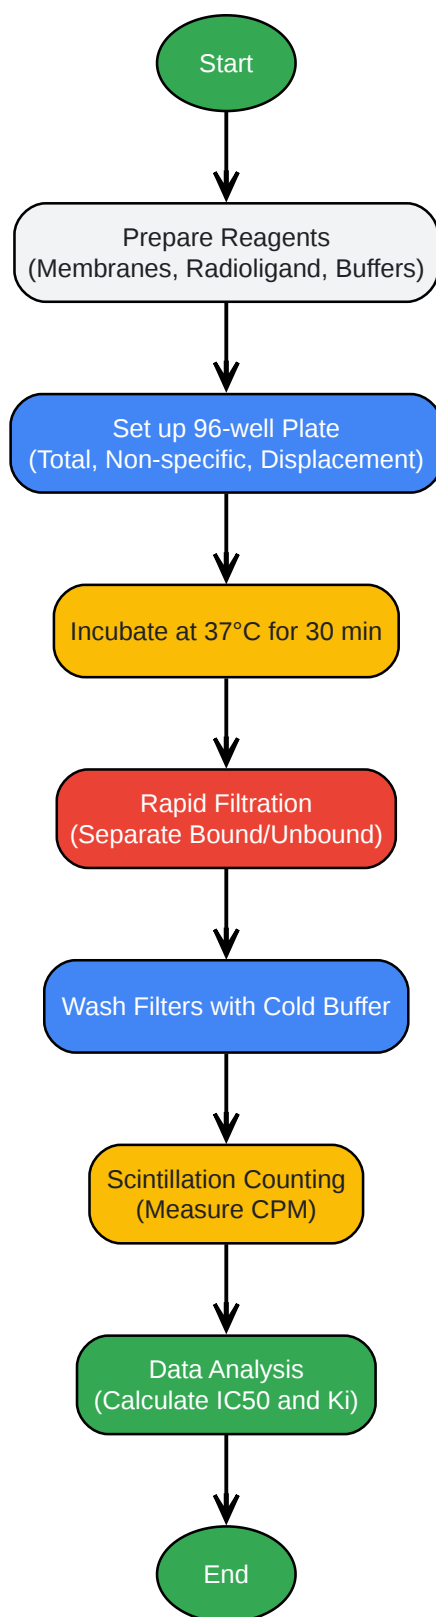 Start
Prepare Reagents
(Membranes, Radioligand, Buffers)
Set up 96-well Plate
(Total, Non-specific, Displacement)
Incubate at 37°C for 30 min
Rapid Filtration
(Separate Bound/Unbound)
Wash Filters with Cold Buffer
Scintillation Counting
(Measure CPM)
Data Analysis
(Calculate IC50 and Ki)
End